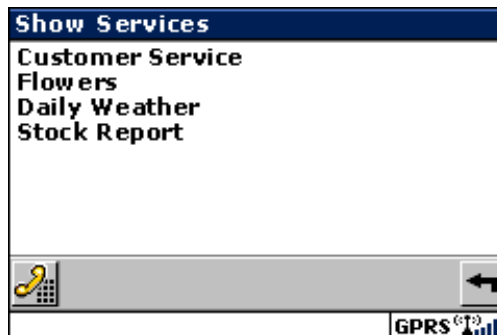 Show Services
Customer Service
Flowers
Daily Weather
Stock Report
GPRS